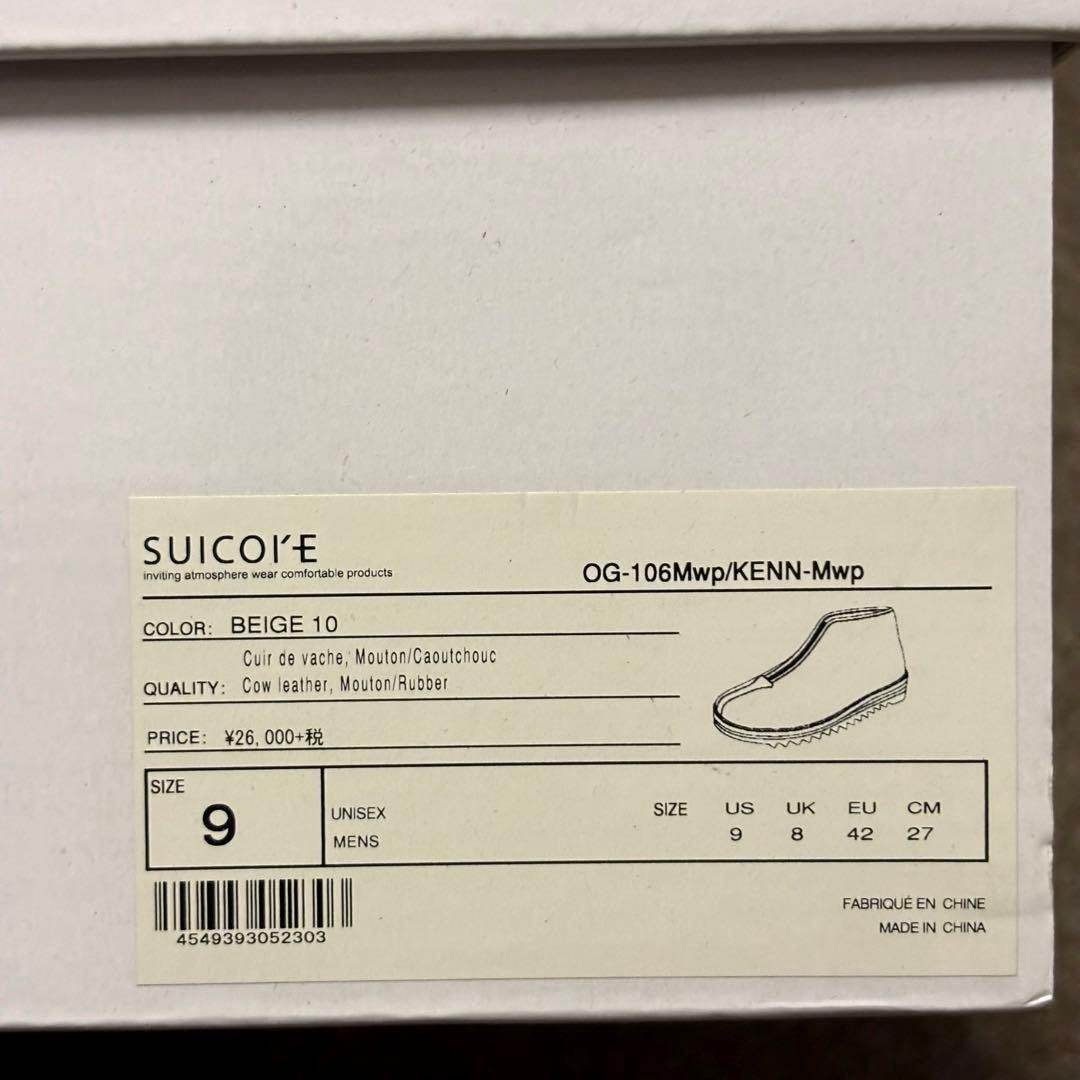 SUICOKE
inviting atmosphere wear comfortable products
OG-106Mwp/KENN-Mwp
COLOR: BEIGE 10
Cuir de vache, Mouton/Caoutchouc
QUALITY: Cow leather, Mouton/Rubber
PRICE: ¥26,000+税
SIZE
9
UNISEX
MENS
SIZE US UK EU CM
9 8 42 27
4549393052303
FABRIQUÉ EN CHINE
MADE IN CHINA